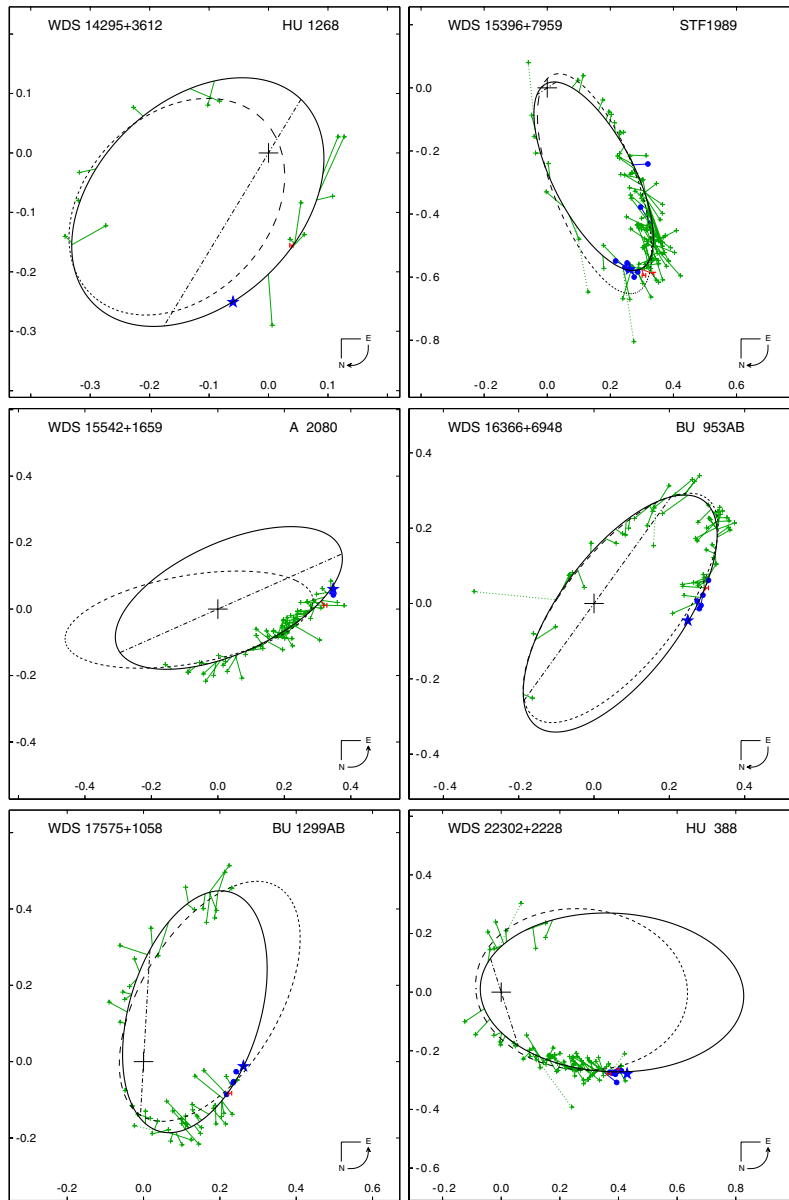 WDS 14295+3612 HU 1268
0.1
0.0
-0.1
-0.2
-0.3
E
N
-0.3 -0.2 -0.1 0.0 0.1
WDS 15396+7959 STF1989
0.0
-0.2
-0.4
-0.6
-0.8
E
N
0.0 0.2 0.4 0.6
WDS 15542+1659 A 2080
0.4
0.2
0.0
-0.2
-0.4
E
N
-0.4 -0.2 0.0 0.2 0.4
WDS 16366+6948 BU 953AB
0.4
0.2
0.0
-0.2
-0.4
E
N
-0.4 -0.2 0.0 0.2 0.4
WDS 17575+1058 BU 1299AB
0.6
0.4
0.2
0.0
-0.2
E
N
0.0 0.2 0.4 0.6
WDS 22302+2228 HU 388
0.4
0.2
0.0
-0.2
-0.4
-0.6
E
N
0.0 0.2 0.4 0.6 0.8